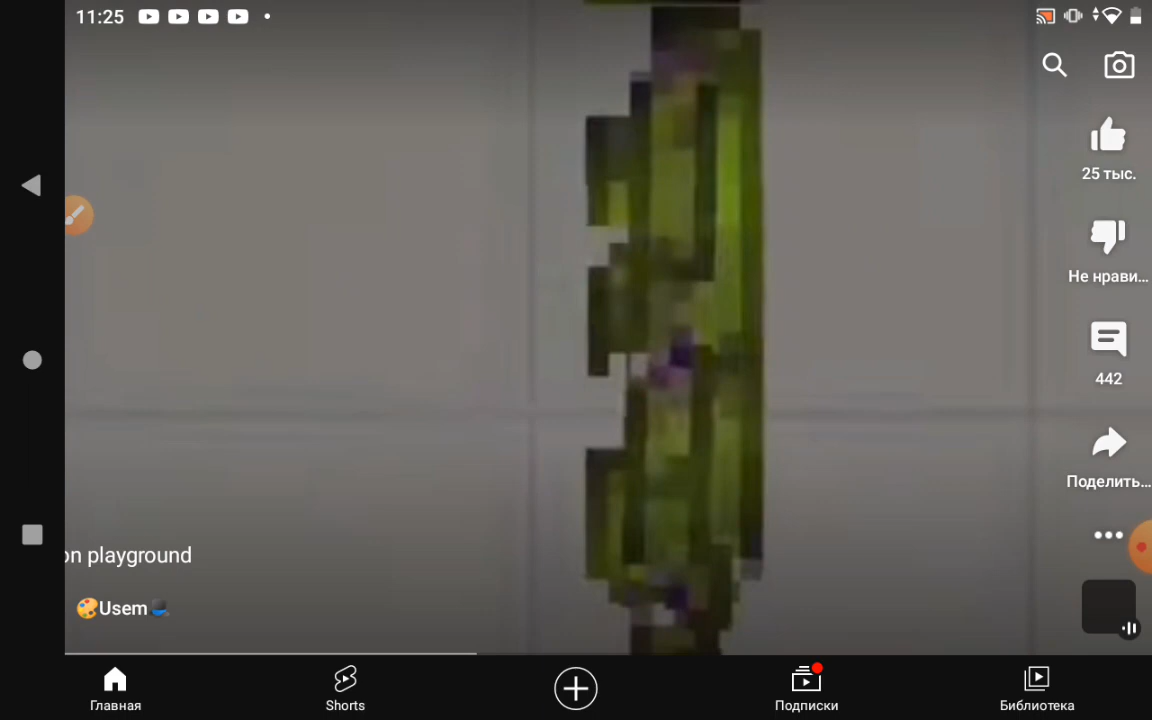 11:25
25 тыс.
Не нрави...
442
Поделить...
on playground
🎨Usem🎩
Главная
Shorts
Подписки
Библиотека